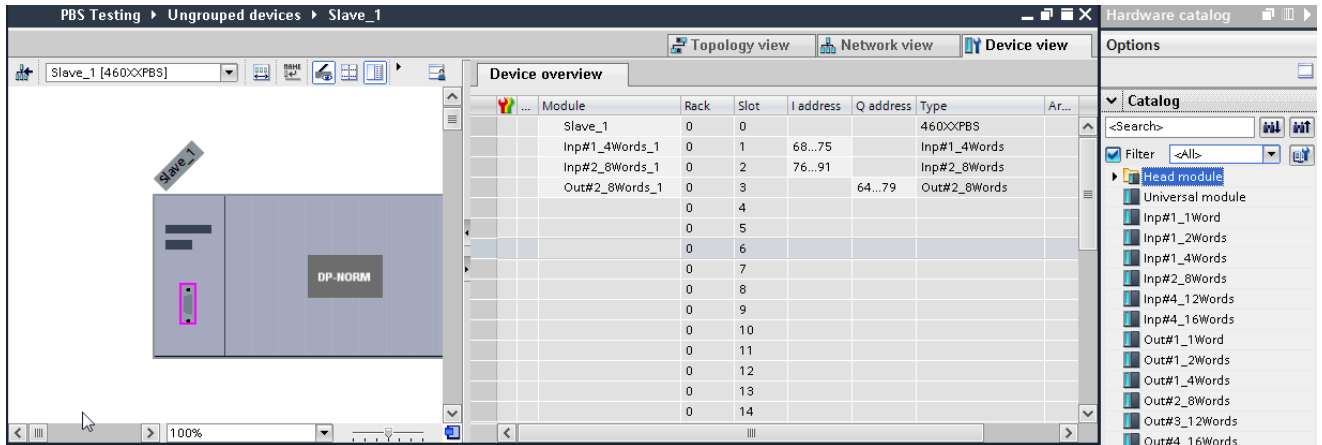 PBS Testing ▸ Ungrouped devices ▸ Slave_1
Hardware catalog
Topology view
Network view
Device view
Options
Slave_1 [460XXPBS]
Device overview
... Module Rack Slot I address Q address Type Ar...
Slave_1 0 0 460XXPBS
Inp#1_4Words_1 0 1 68...75 Inp#1_4Words
Inp#2_8Words_1 0 2 76...91 Inp#2_8Words
Out#2_8Words_1 0 3 64...79 Out#2_8Words
0 4
0 5
0 6
0 7
0 8
0 9
0 10
0 11
0 12
0 13
0 14
Slave_1
DP-NORM
100%
Catalog
<Search>
Filter <All>
Head module
Universal module
Inp#1_1Word
Inp#1_2Words
Inp#1_4Words
Inp#2_8Words
Inp#4_12Words
Inp#4_16Words
Out#1_1Word
Out#1_2Words
Out#1_4Words
Out#2_8Words
Out#3_12Words
Out#4_16Words